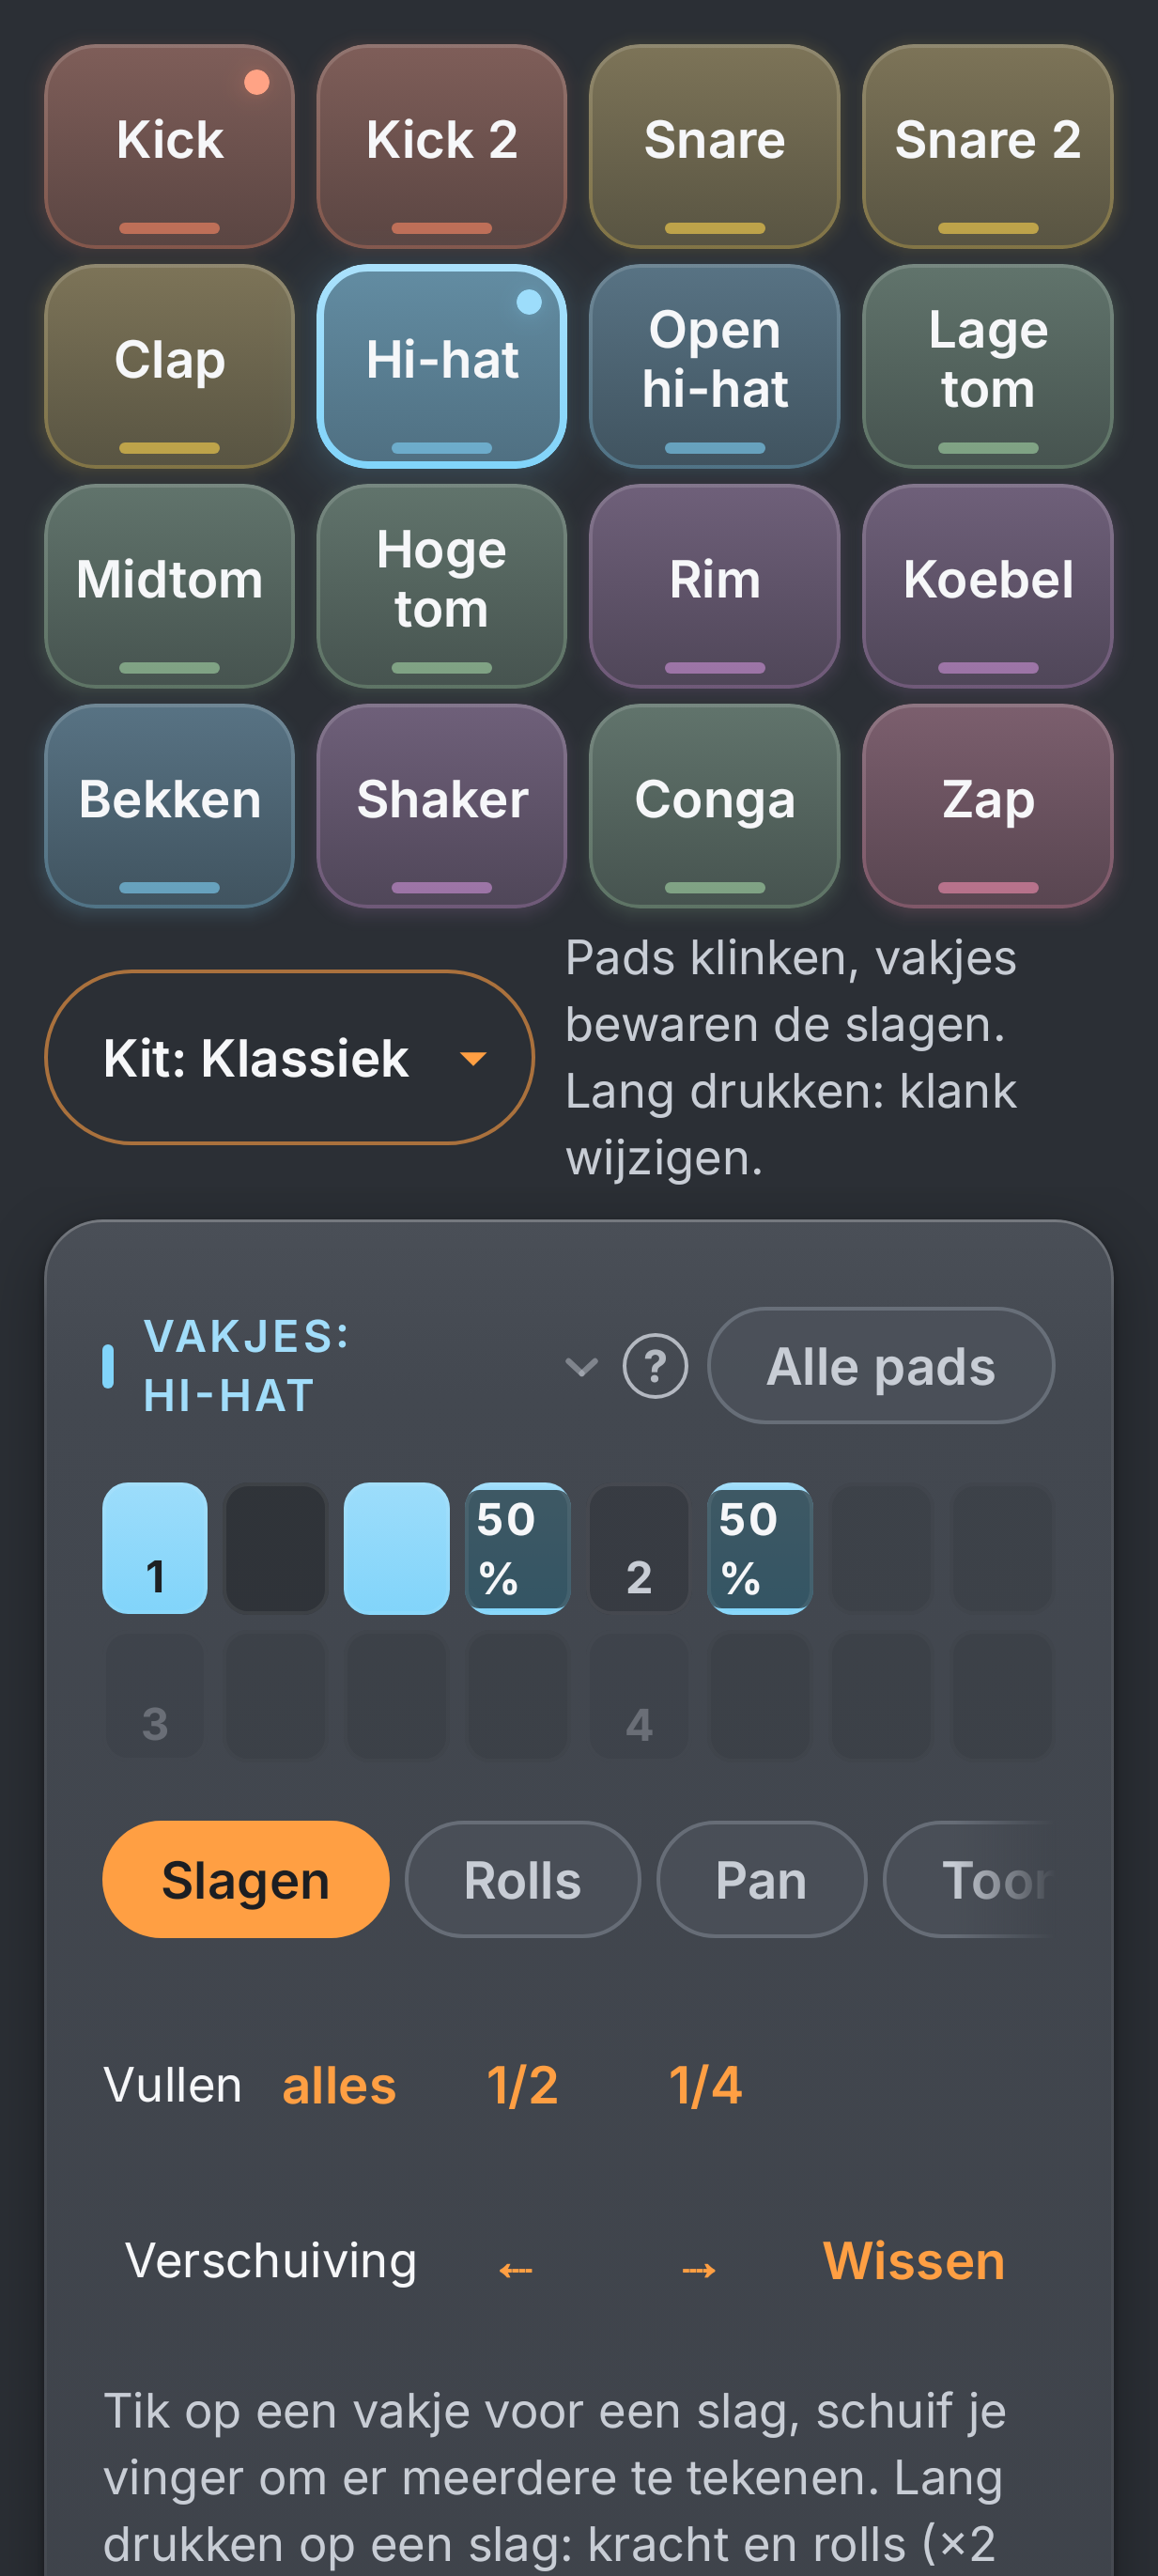 Kick
Kick 2
Snare
Snare 2
Clap
Hi-hat
Open
hi-hat
Lage
tom
Midtom
Hoge
tom
Rim
Koebel
Bekken
Shaker
Conga
Zap
Kit: Klassiek
Pads klinken, vakjes
bewaren de slagen.
Lang drukken: klank
wijzigen.
VAKJES:
HI-HAT
?
Alle pads
1
50
%
2
50
%
3
4
Slagen
Rolls
Pan
Vullen
alles
1/2
1/4
Verschuiving
←
→
Wissen
Tik op een vakje voor een slag, schuif je
vinger om er meerdere te tekenen. Lang
drukken op een slag: kracht en rolls (×2